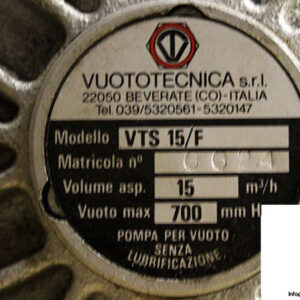 VUOTOTECNICA s.r.l.
22050 BEVERATE (CO)-ITALIA
Tel. 039/5320561-5320147
Modello VTS 15/F
Matricola n° 6024
Volume asp. 15 m³/h
Vuoto max 700 mm H
POMPA PER VUOTO
SENZA
LUBRIFICAZIONE.